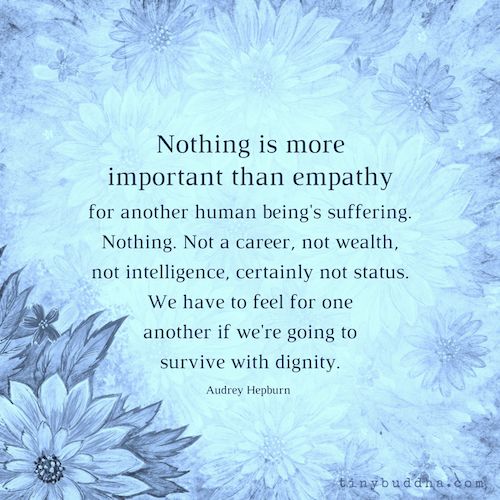 Nothing is more
important than empathy
for another human being's suffering.
Nothing. Not a career, not wealth,
not intelligence, certainly not status.
We have to feel for one
another if we're going to
survive with dignity.
Audrey Hepburn
tinybuddha.com